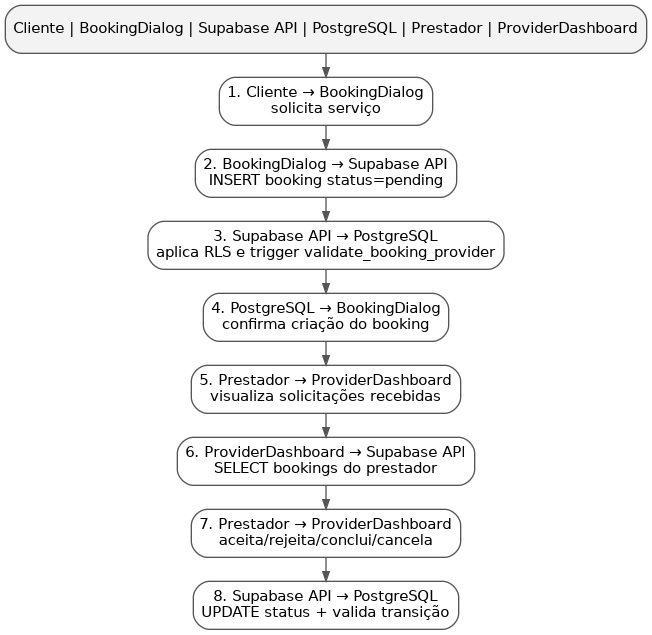 Cliente | BookingDialog | Supabase API | PostgreSQL | Prestador | ProviderDashboard
1. Cliente → BookingDialog
solicita serviço
2. BookingDialog → Supabase API
INSERT booking status=pending
3. Supabase API → PostgreSQL
aplica RLS e trigger validate_booking_provider
4. PostgreSQL → BookingDialog
confirma criação do booking
5. Prestador → ProviderDashboard
visualiza solicitações recebidas
6. ProviderDashboard → Supabase API
SELECT bookings do prestador
7. Prestador → ProviderDashboard
aceita/rejeita/conclui/cancela
8. Supabase API → PostgreSQL
UPDATE status + valida transição